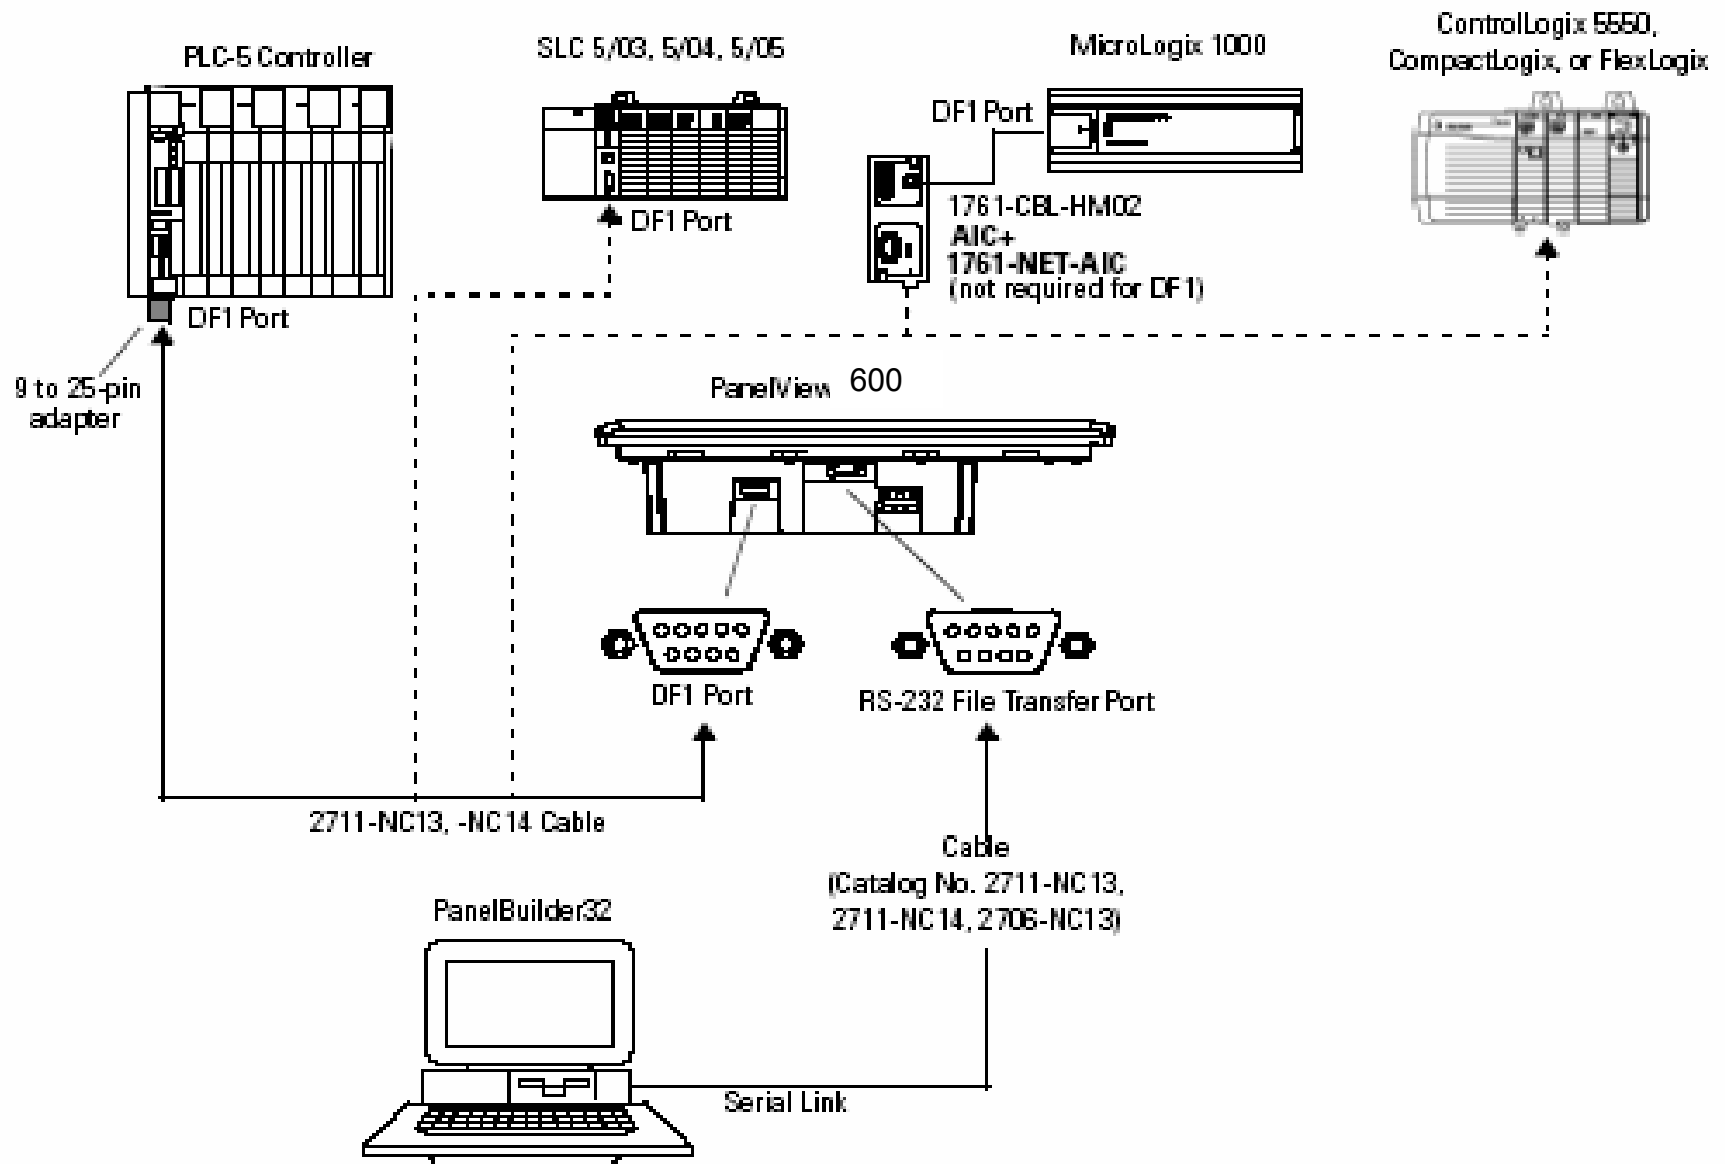 PLC-5 Controller
SLC 5/03, 5/04, 5/05
MicroLogix 1000
ControlLogix 5550,
CompactLogix, or FlexLogix
DF1 Port
DF1 Port
1761-CBL-HM02
AIC+
1761-NET-AIC
(not required for DF1)
DF1 Port
9 to 25-pin
adapter
PanelView 600
DF1 Port
RS-232 File Transfer Port
2711-NC13, -NC14 Cable
Cable
(Catalog No. 2711-NC13,
2711-NC14, 2706-NC13)
PanelBuilder32
Serial Link